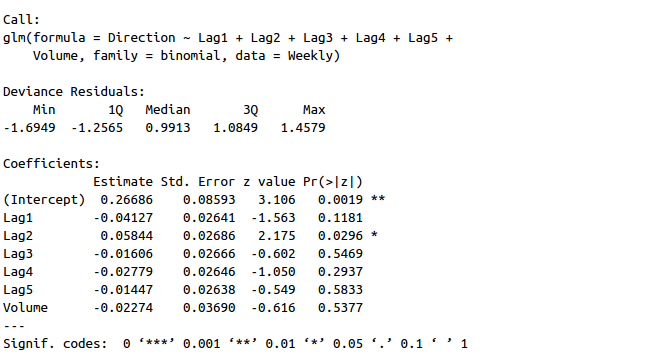 Call:
glm(formula = Direction ~ Lag1 + Lag2 + Lag3 + Lag4 + Lag5 +
    Volume, family = binomial, data = Weekly)

Deviance Residuals:
    Min       1Q   Median       3Q      Max
-1.6949  -1.2565   0.9913   1.0849   1.4579

Coefficients:
            Estimate Std. Error z value Pr(>|z|)
(Intercept)  0.26686    0.08593   3.106   0.0019 **
Lag1        -0.04127    0.02641  -1.563   0.1181
Lag2         0.05844    0.02686   2.175   0.0296 *
Lag3        -0.01606    0.02666  -0.602   0.5469
Lag4        -0.02779    0.02646  -1.050   0.2937
Lag5        -0.01447    0.02638  -0.549   0.5833
Volume      -0.02274    0.03690  -0.616   0.5377
---
Signif. codes:  0 ‘***’ 0.001 ‘**’ 0.01 ‘*’ 0.05 ‘.’ 0.1 ‘ ’ 1